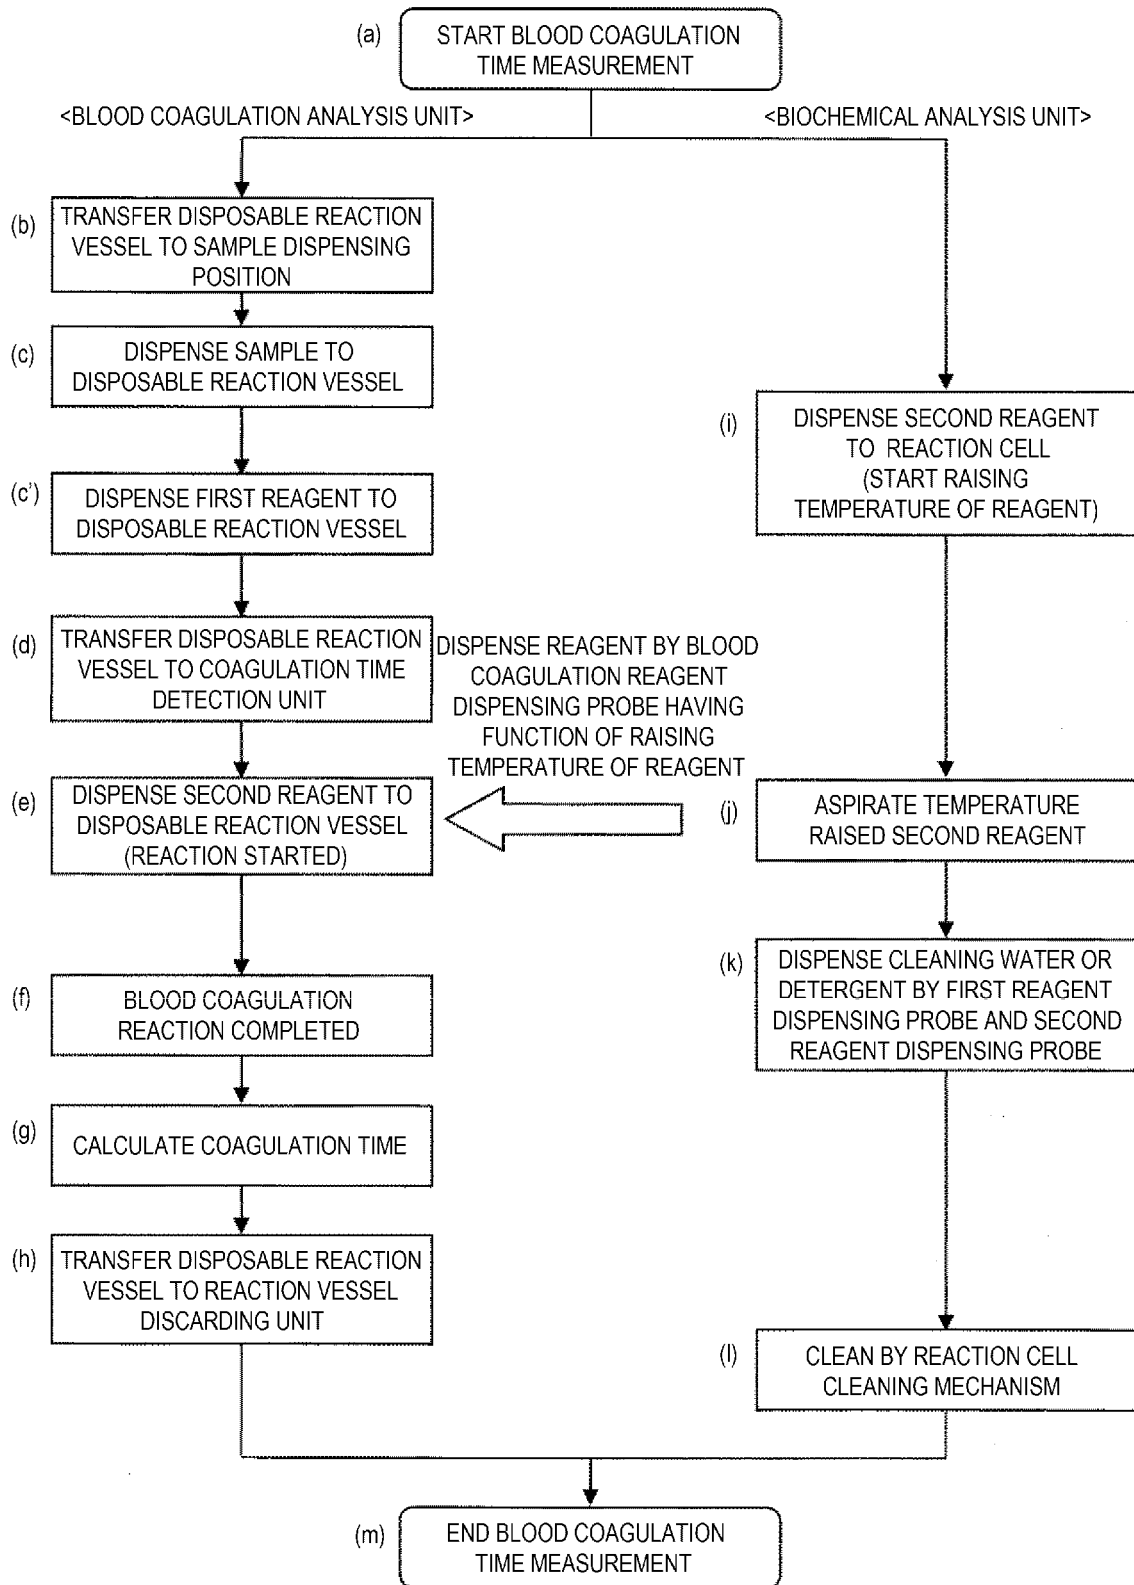 (a)
START BLOOD COAGULATION
TIME MEASUREMENT
<BLOOD COAGULATION ANALYSIS UNIT>
<BIOCHEMICAL ANALYSIS UNIT>
(b)
TRANSFER DISPOSABLE REACTION
VESSEL TO SAMPLE DISPENSING
POSITION
(c)
DISPENSE SAMPLE TO
DISPOSABLE REACTION VESSEL
(c')
DISPENSE FIRST REAGENT TO
DISPOSABLE REACTION VESSEL
(d)
TRANSFER DISPOSABLE REACTION
VESSEL TO COAGULATION TIME
DETECTION UNIT
(e)
DISPENSE SECOND REAGENT TO
DISPOSABLE REACTION VESSEL
(REACTION STARTED)
(f)
BLOOD COAGULATION
REACTION COMPLETED
(g)
CALCULATE COAGULATION TIME
(h)
TRANSFER DISPOSABLE REACTION
VESSEL TO REACTION VESSEL
DISCARDING UNIT
DISPENSE REAGENT BY BLOOD
COAGULATION REAGENT
DISPENSING PROBE HAVING
FUNCTION OF RAISING
TEMPERATURE OF REAGENT
(i)
DISPENSE SECOND REAGENT
TO REACTION CELL
(START RAISING
TEMPERATURE OF REAGENT)
(j)
ASPIRATE TEMPERATURE
RAISED SECOND REAGENT
(k)
DISPENSE CLEANING WATER OR
DETERGENT BY FIRST REAGENT
DISPENSING PROBE AND SECOND
REAGENT DISPENSING PROBE
(l)
CLEAN BY REACTION CELL
CLEANING MECHANISM
(m)
END BLOOD COAGULATION
TIME MEASUREMENT